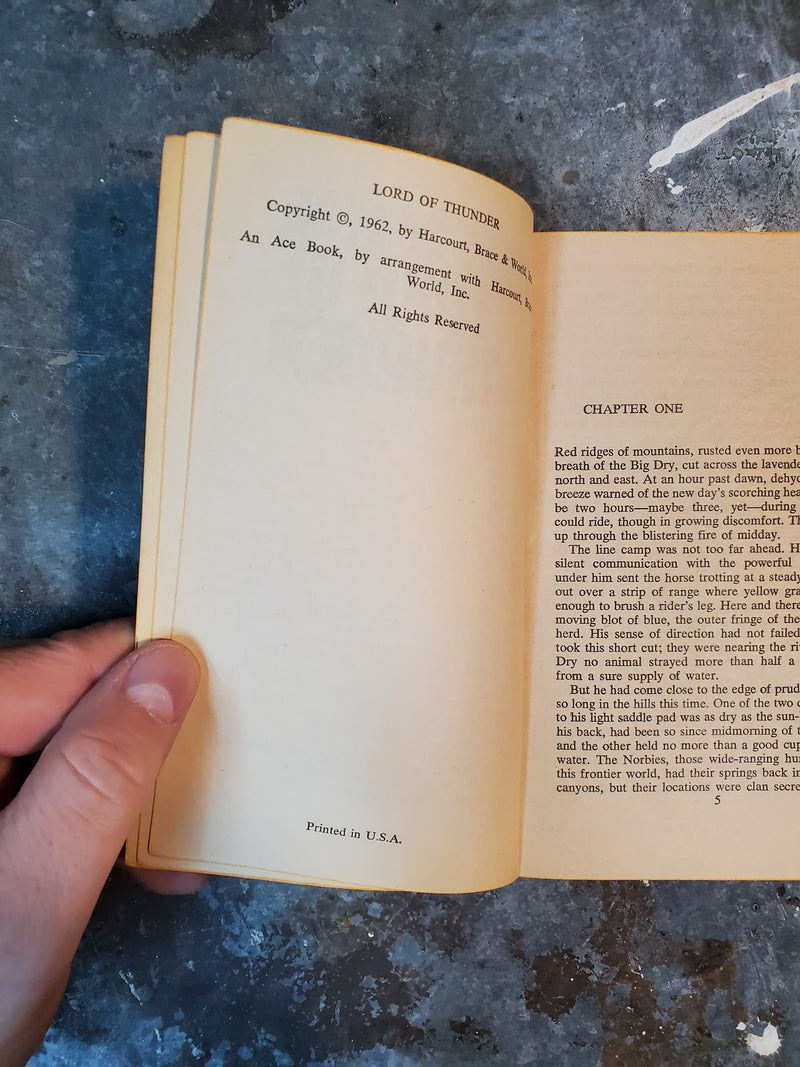 LORD OF THUNDER
Copyright ©, 1962, by Harcourt, Brace & World,
An Ace Book, by arrangement with Harcourt,
World, Inc.
All Rights Reserved
Printed in U.S.A.
CHAPTER ONE
Red ridges of mountains, rusted even more
breath of the Big Dry, cut across the lavende
north and east. At an hour past dawn, dehyd
breeze warned of the new day's scorching hea
be two hours—maybe three, yet—during
could ride, though in growing discomfort. Th
up through the blistering fire of midday.
The line camp was not too far ahead. H
silent communication with the powerful
under him sent the horse trotting at a steady
out over a strip of range where yellow gra
enough to brush a rider's leg. Here and there
moving blot of blue, the outer fringe of the
herd. His sense of direction had not failed
took this short cut; they were nearing the ri
Dry no animal strayed more than half a
from a sure supply of water.
But he had come close to the edge of prud
so long in the hills this time. One of the two
to his light saddle pad was as dry as the sun-
his back, had been so since midmorning of
and the other held no more than a good cup
water. The Norbies, those wide-ranging hu
this frontier world, had their springs back in
canyons, but their locations were clan secre
5